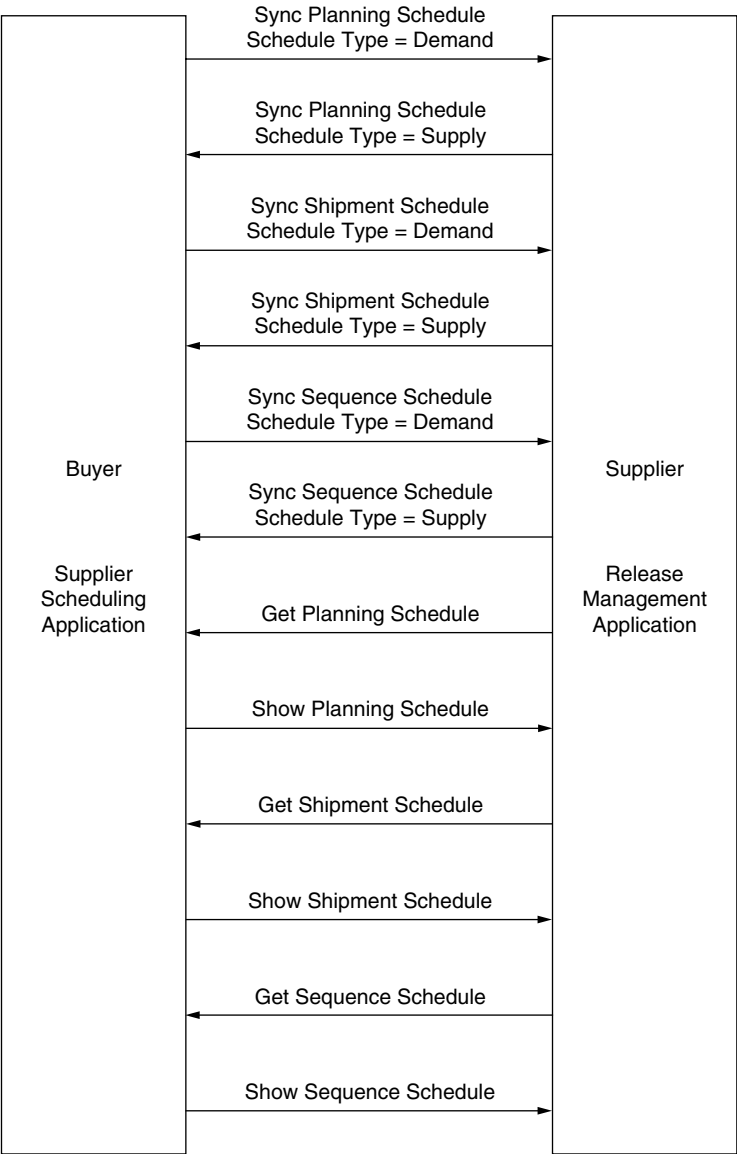 Sync Planning Schedule
Schedule Type = Demand
Sync Planning Schedule
Schedule Type = Supply
Sync Shipment Schedule
Schedule Type = Demand
Sync Shipment Schedule
Schedule Type = Supply
Sync Sequence Schedule
Schedule Type = Demand
Buyer
Supplier
Sync Sequence Schedule
Schedule Type = Supply
Supplier
Scheduling
Application
Release
Management
Application
Get Planning Schedule
Show Planning Schedule
Get Shipment Schedule
Show Shipment Schedule
Get Sequence Schedule
Show Sequence Schedule